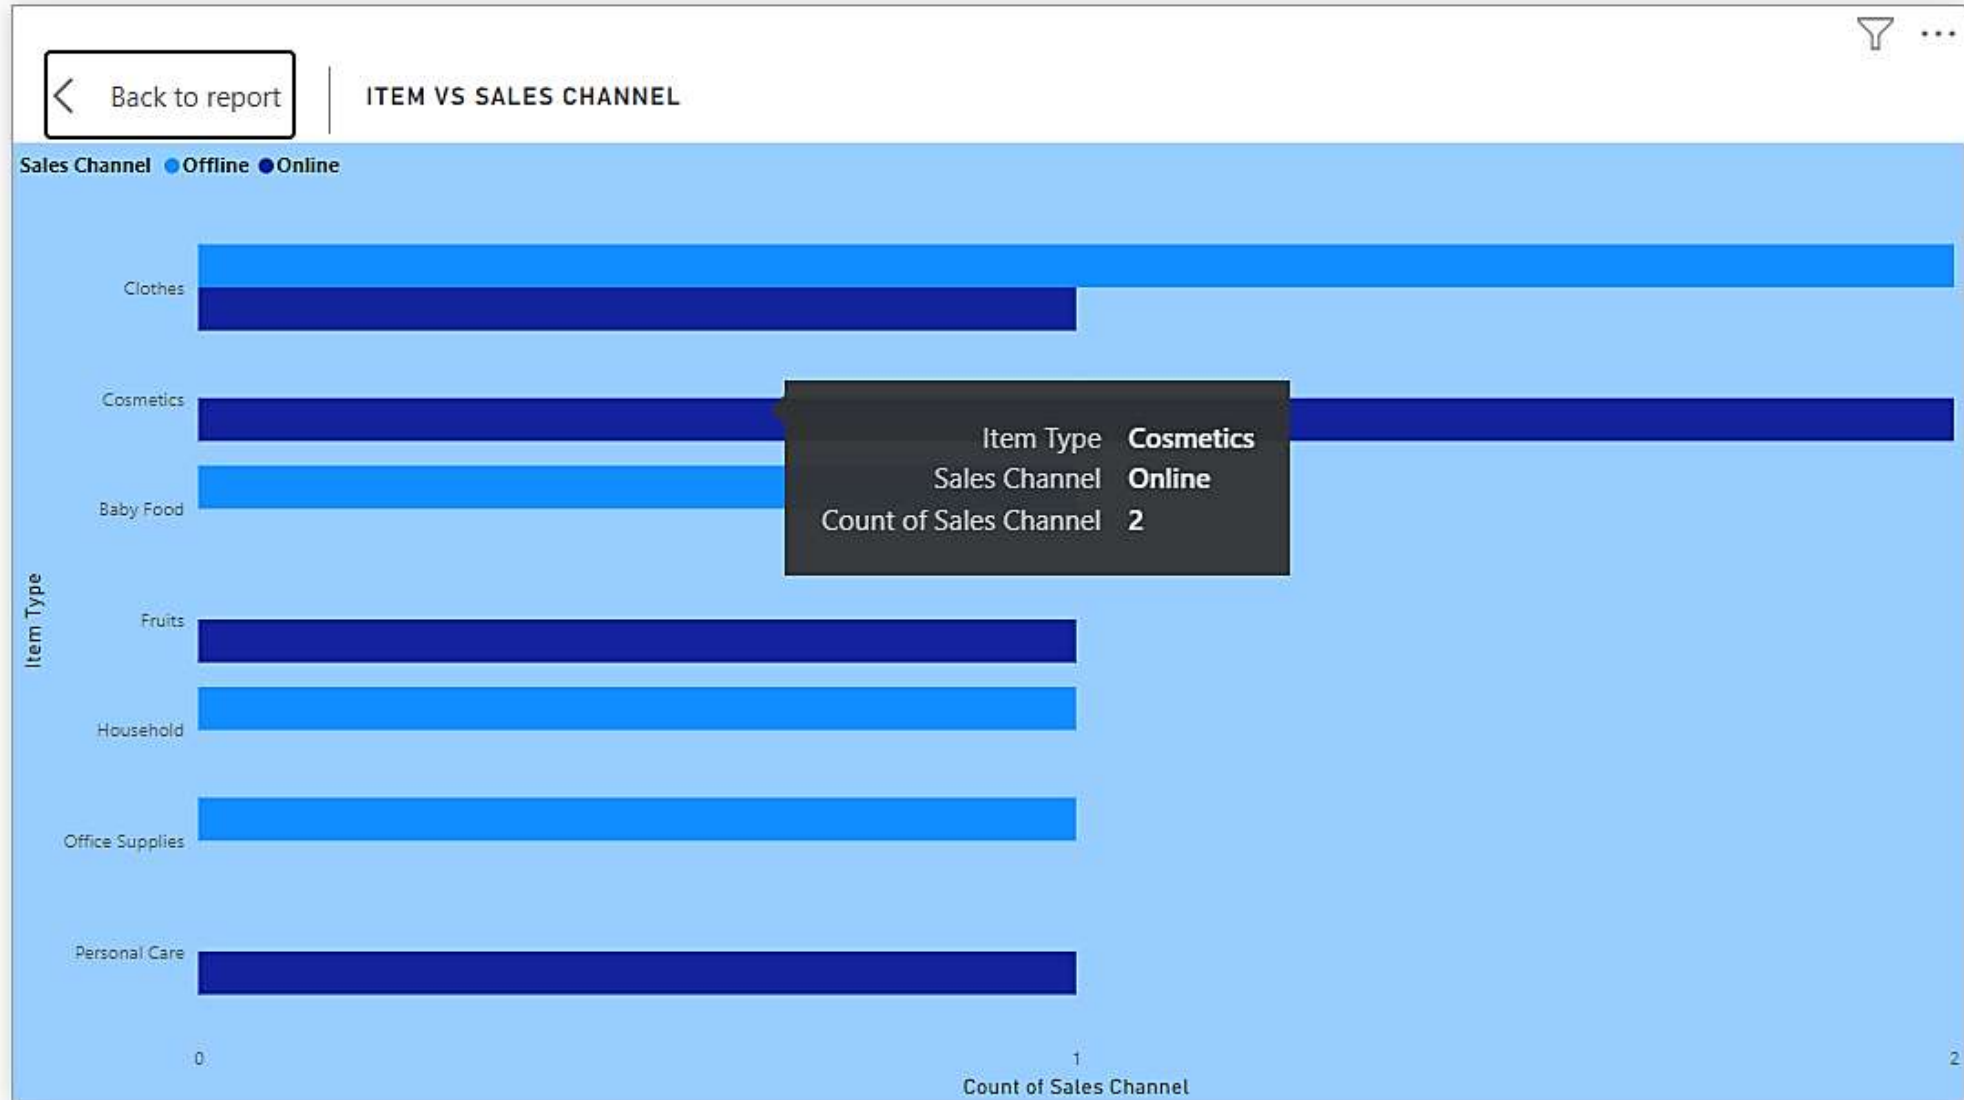 Back to report
ITEM VS SALES CHANNEL
Sales Channel Offline Online
Clothes
Cosmetics
Baby Food
Fruits
Household
Office Supplies
Personal Care
Item Type
Item Type Cosmetics
Sales Channel Online
Count of Sales Channel 2
0 1 2
Count of Sales Channel